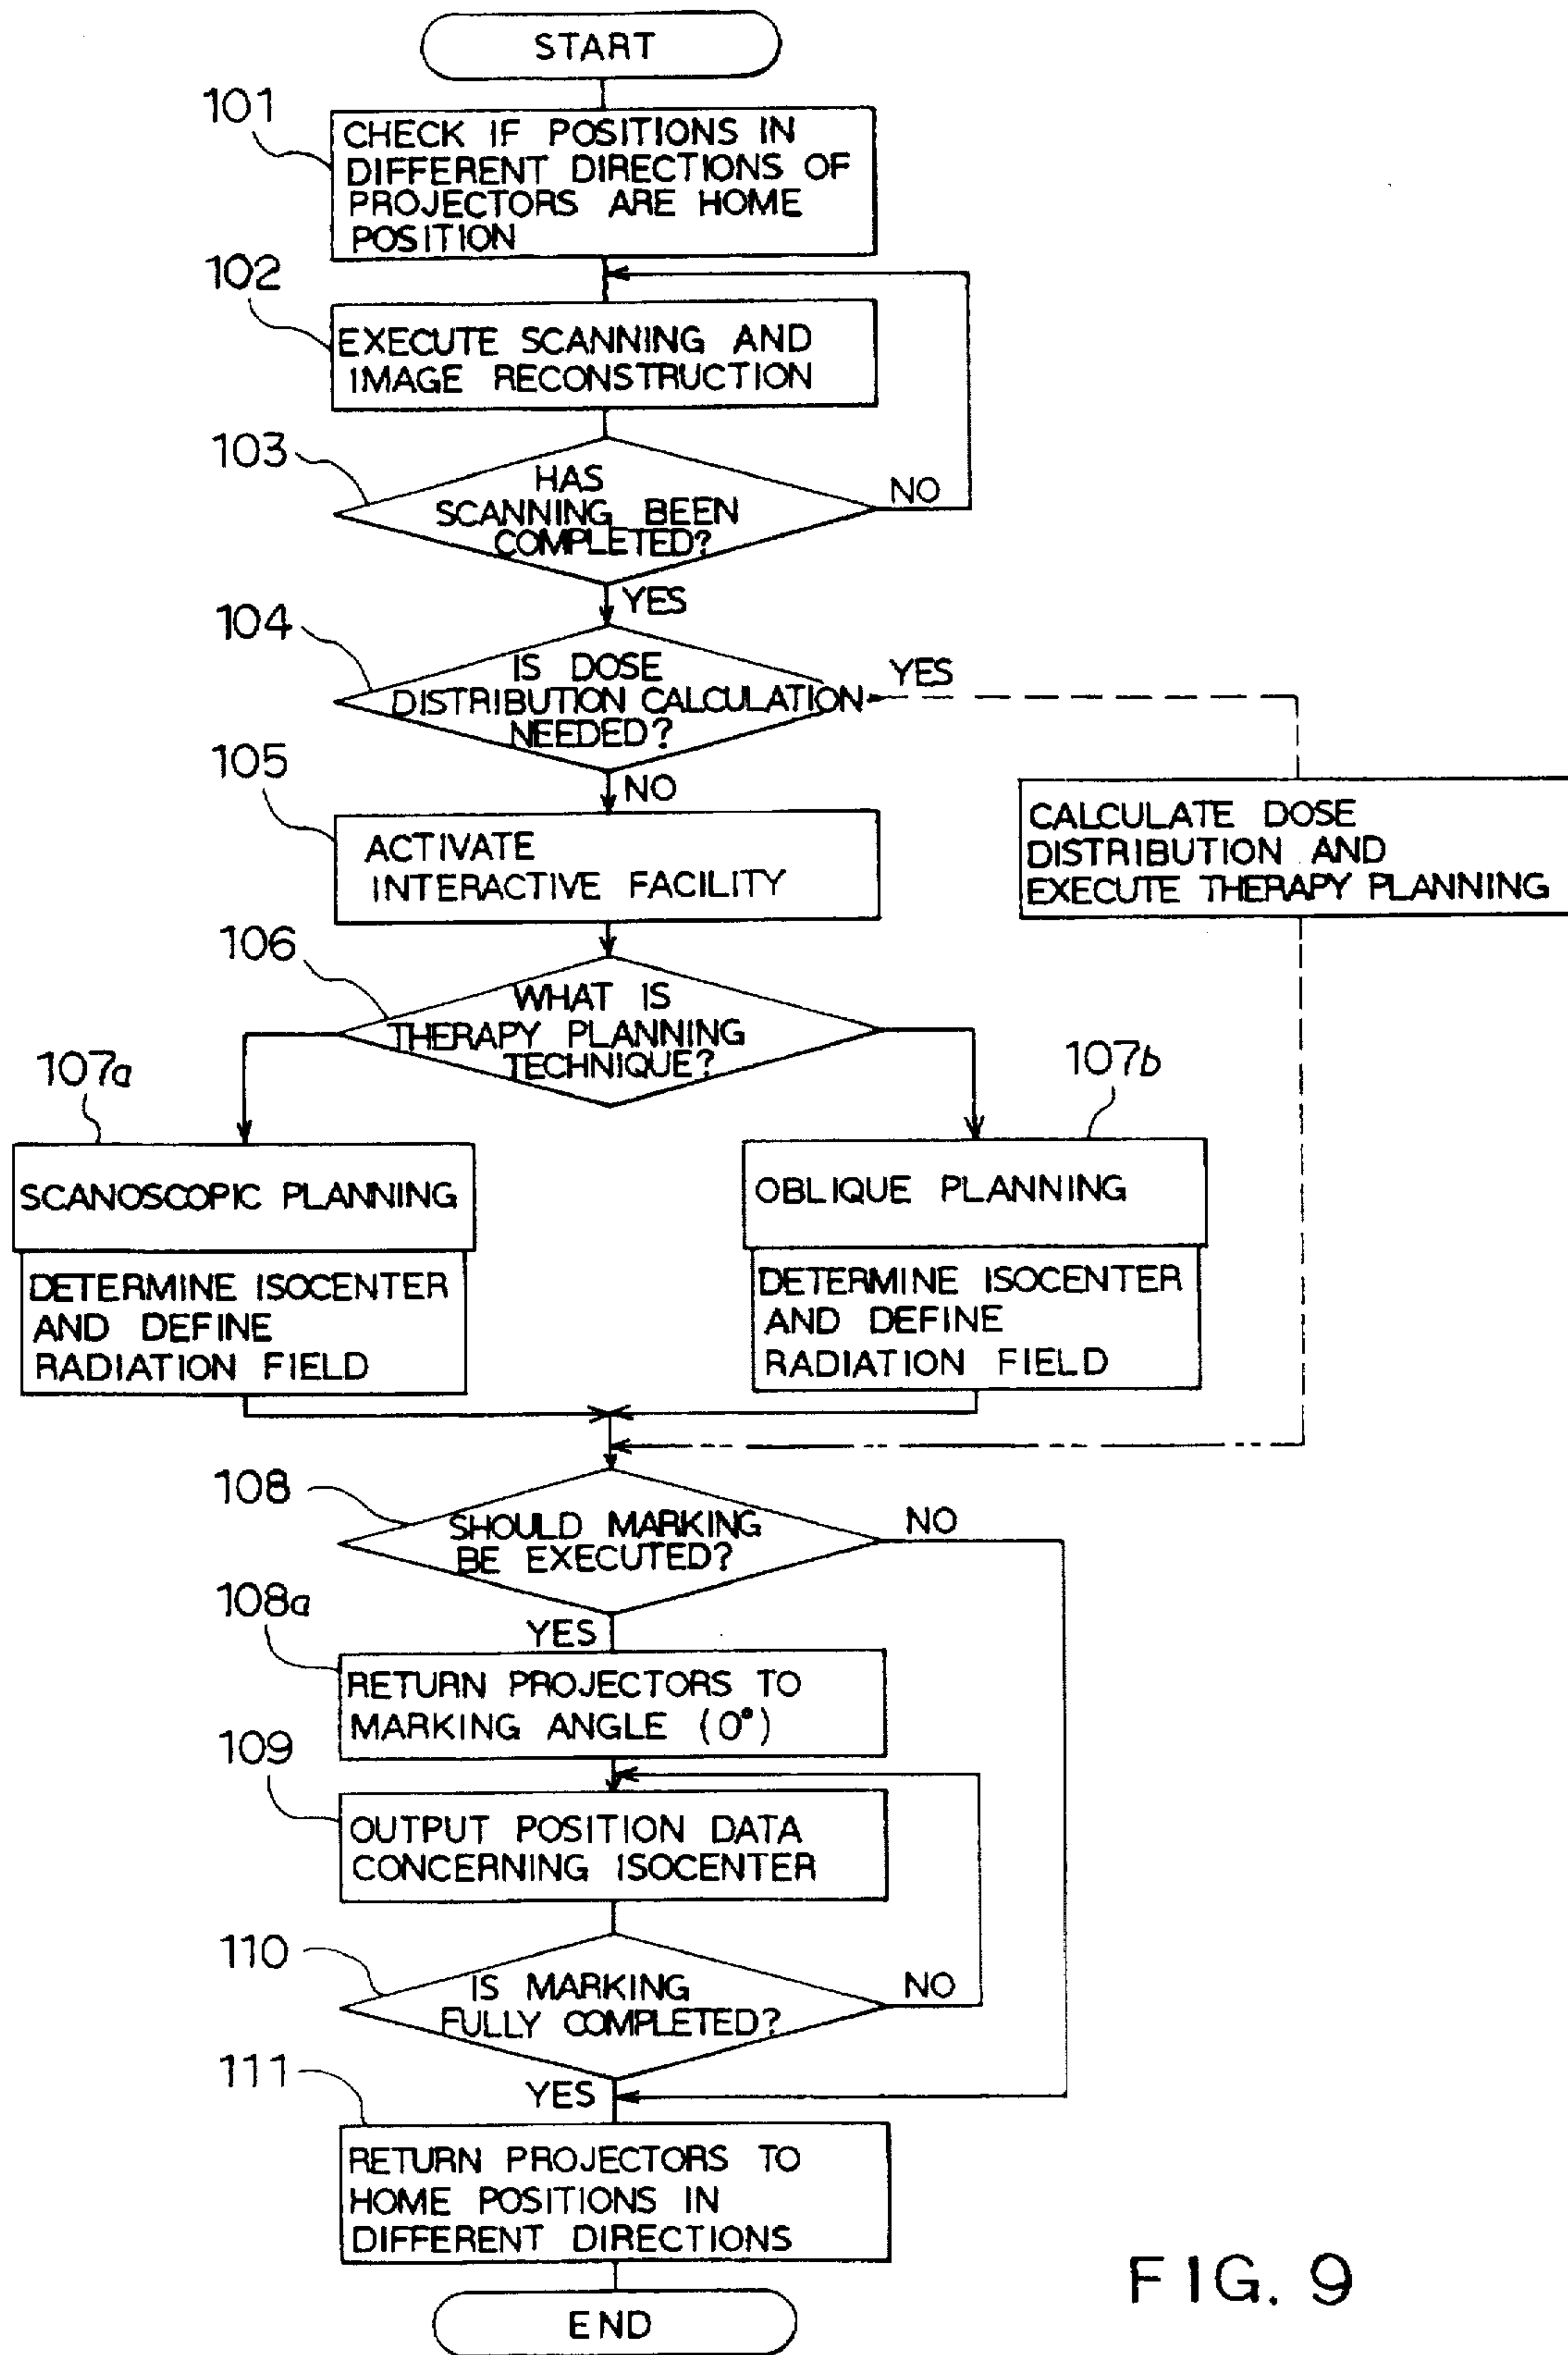 START
101
CHECK IF POSITIONS IN
DIFFERENT DIRECTIONS OF
PROJECTORS ARE HOME
POSITION
102
EXECUTE SCANNING AND
IMAGE RECONSTRUCTION
103
HAS
SCANNING BEEN
COMPLETED?
NO
YES
104
IS DOSE
DISTRIBUTION CALCULATION
NEEDED?
YES
NO
105
ACTIVATE
INTERACTIVE FACILITY
CALCULATE DOSE
DISTRIBUTION AND
EXECUTE THERAPY PLANNING
106
WHAT IS
THERAPY PLANNING
TECHNIQUE?
107a
SCANOSCOPIC PLANNING
DETERMINE ISOCENTER
AND DEFINE
RADIATION FIELD
107b
OBLIQUE PLANNING
DETERMINE ISOCENTER
AND DEFINE
RADIATION FIELD
108
SHOULD MARKING
BE EXECUTED?
NO
YES
108a
RETURN PROJECTORS TO
MARKING ANGLE (0°)
109
OUTPUT POSITION DATA
CONCERNING ISOCENTER
110
IS MARKING
FULLY COMPLETED?
NO
YES
111
RETURN PROJECTORS TO
HOME POSITIONS IN
DIFFERENT DIRECTIONS
END
FIG. 9